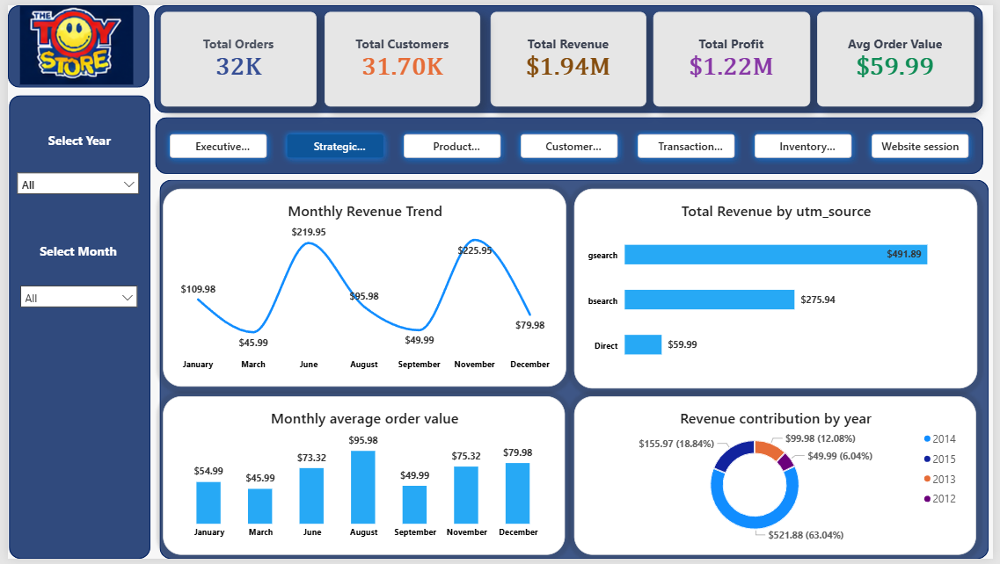 THE
TOY
STORE
Total Orders
32K
Total Customers
31.70K
Total Revenue
$1.94M
Total Profit
$1.22M
Avg Order Value
$59.99
Select Year
All
Select Month
All
Executive...
Strategic...
Product...
Customer...
Transaction...
Inventory...
Website session
Monthly Revenue Trend
$109.98
$45.99
$219.95
$95.98
$49.99
$225.95
$79.98
January
March
June
August
September
November
December
Total Revenue by utm_source
gsearch
$491.89
bsearch
$275.94
Direct
$59.99
Monthly average order value
$54.99
$45.99
$73.32
$95.98
$49.99
$75.32
$79.98
January
March
June
August
September
November
December
Revenue contribution by year
$155.97 (18.84%)
$99.98 (12.08%)
$49.99 (6.04%)
$521.88 (63.04%)
2014
2015
2013
2012